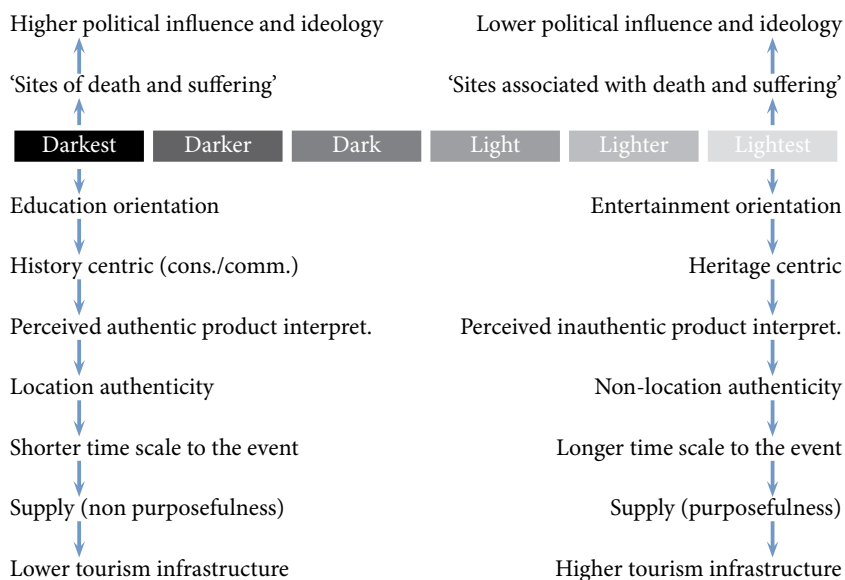 Higher political influence and ideology
Lower political influence and ideology
‘Sites of death and suffering’
‘Sites associated with death and suffering’
Darkest Darker Dark Light Lighter Lightest
Education orientation
Entertainment orientation
History centric (cons./comm.)
Heritage centric
Perceived authentic product interpret.
Perceived inauthentic product interpret.
Location authenticity
Non-location authenticity
Shorter time scale to the event
Longer time scale to the event
Supply (non purposefulness)
Supply (purposefulness)
Lower tourism infrastructure
Higher tourism infrastructure